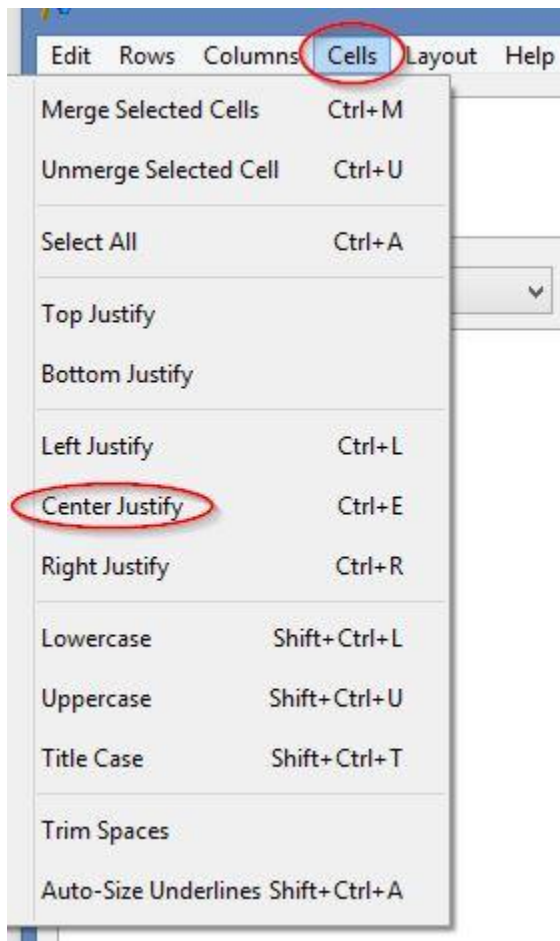 Edit Rows Columns Cells Layout Help
Merge Selected Cells Ctrl+M
Unmerge Selected Cell Ctrl+U
Select All Ctrl+A
Top Justify
Bottom Justify
Left Justify Ctrl+L
Center Justify Ctrl+E
Right Justify Ctrl+R
Lowercase Shift+Ctrl+L
Uppercase Shift+Ctrl+U
Title Case Shift+Ctrl+T
Trim Spaces
Auto-Size Underlines Shift+Ctrl+A